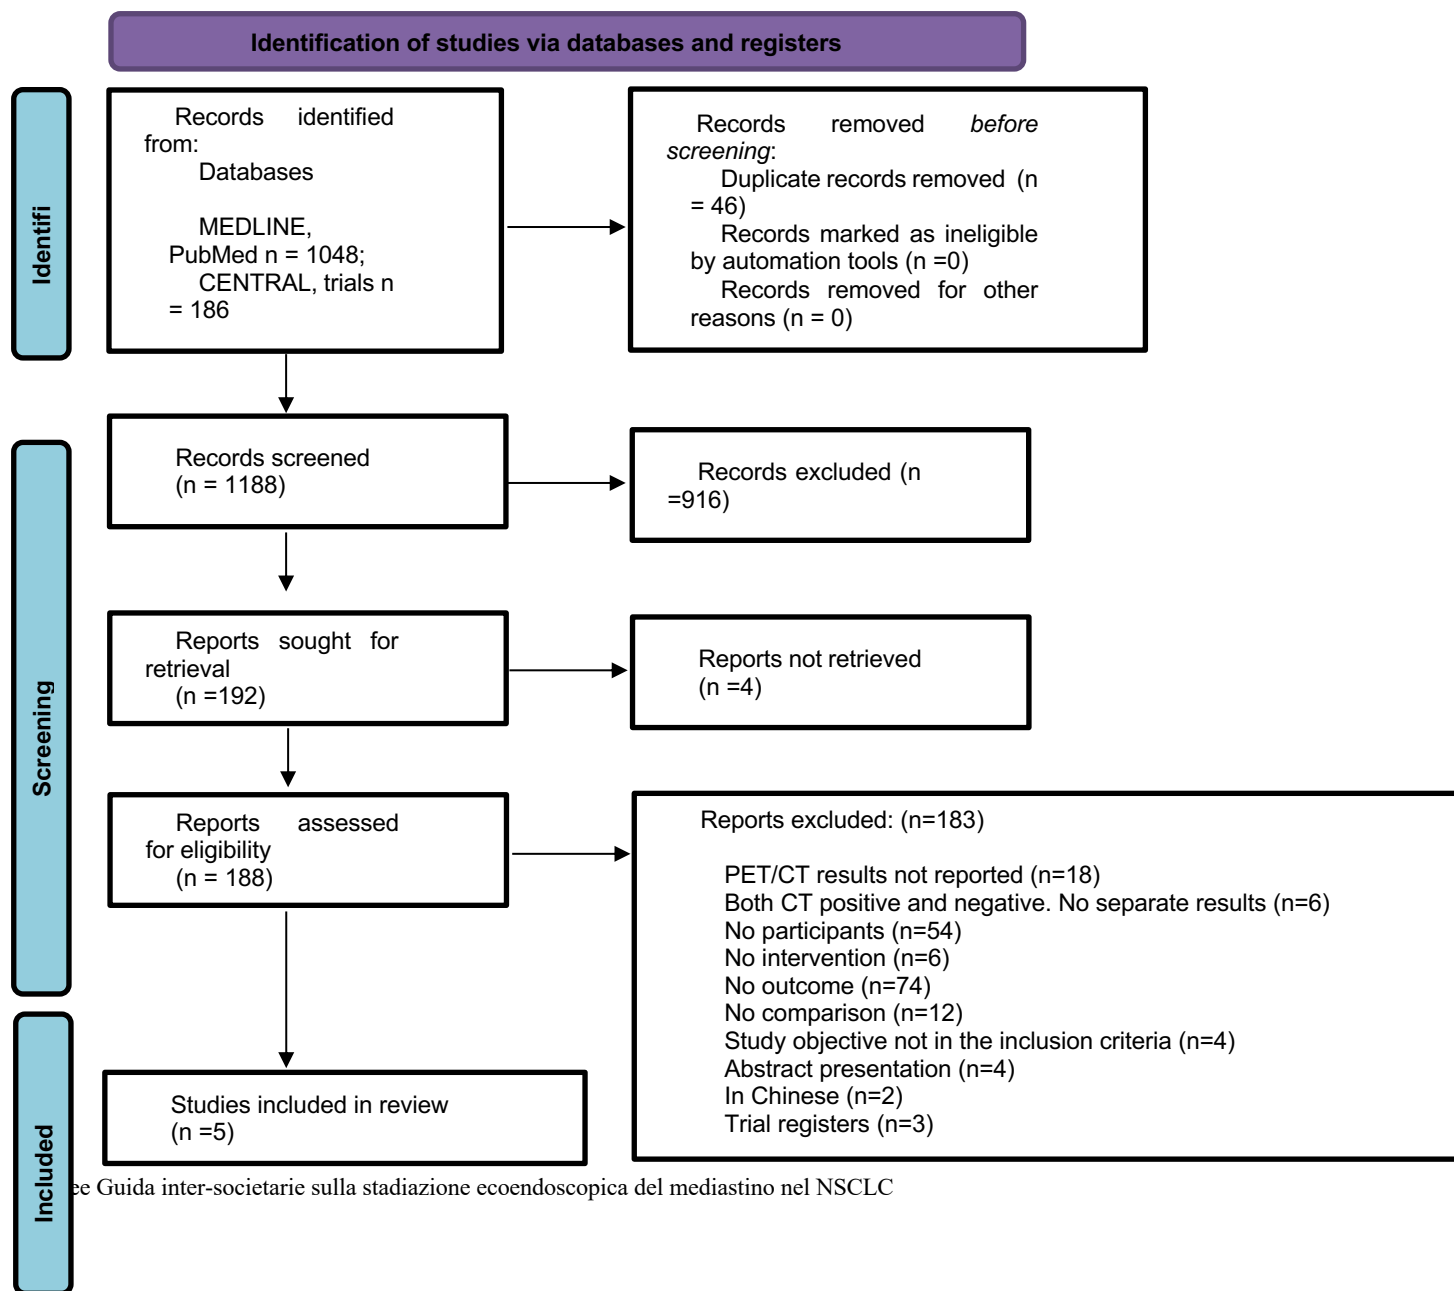 Identification of studies via databases and registers
Identifi
Records identified
from:
Databases
MEDLINE,
PubMed n = 1048;
CENTRAL, trials n
= 186
Records removed before
screening:
Duplicate records removed (n
= 46)
Records marked as ineligible
by automation tools (n =0)
Records removed for other
reasons (n = 0)
Screening
Records screened
(n = 1188)
Records excluded (n
=916)
Reports sought for
retrieval
(n =192)
Reports not retrieved
(n =4)
Reports assessed
for eligibility
(n = 188)
Reports excluded: (n=183)
PET/CT results not reported (n=18)
Both CT positive and negative. No separate results (n=6)
No participants (n=54)
No intervention (n=6)
No outcome (n=74)
No comparison (n=12)
Study objective not in the inclusion criteria (n=4)
Abstract presentation (n=4)
In Chinese (n=2)
Trial registers (n=3)
Included
Studies included in review
(n =5)
ee Guida inter-societarie sulla stadiazione ecoendoscopica del mediastino nel NSCLC